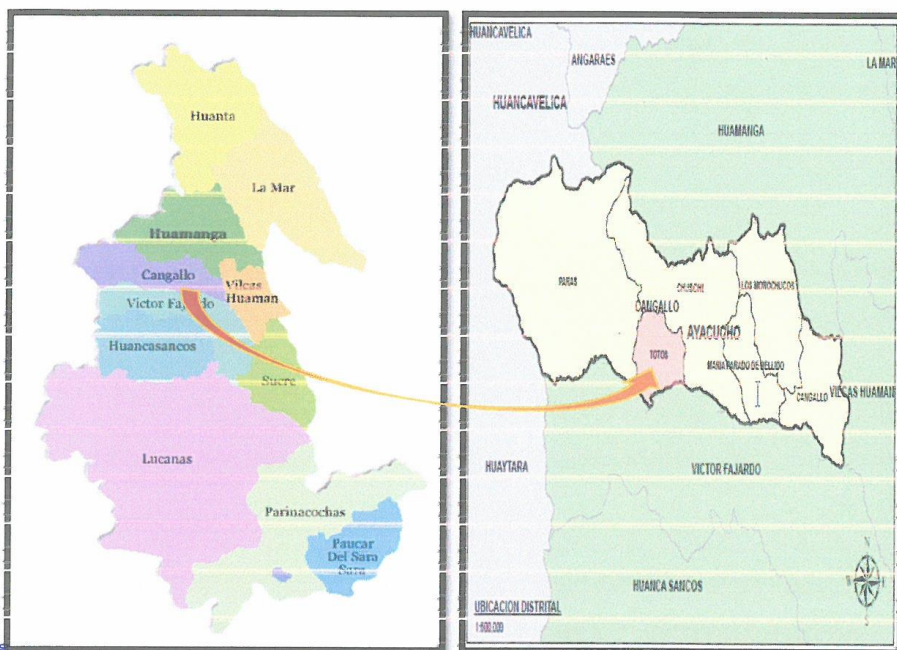 Huanta
La Mar
Huamanga
Cangallo
Vilcas
Huaman
Victor Fajardo
Huancasancos
Sucre
Lucanas
Parinacochas
Paucar
Del Sara
Sara
HUANCAVELICA
ANGARAES
LA MAR
HUANCAVELICA
HUAMANGA
PARAS
CHUSCHI
LOS MOROCHUCOS
CANGALLO
AYACUCHO
TOTOS
MARIA PARADO DE BELLIDO
CANGALLO
VILCAS HUAMAN
HUAYTARA
VICTOR FAJARDO
HUANCA SANCOS
N
S
UBICACION DISTRITAL